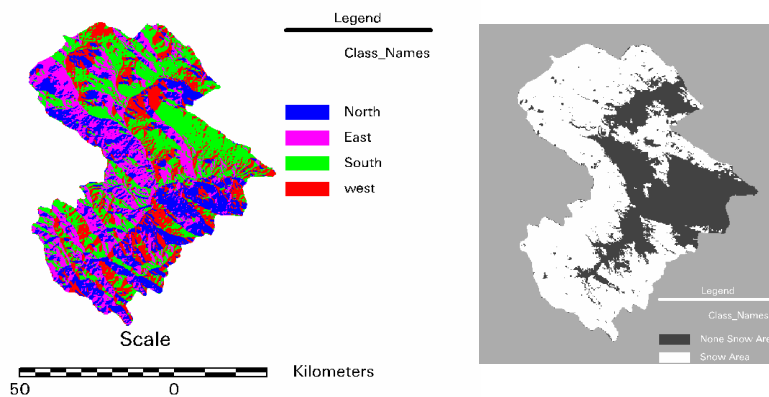 Legend
Class_Names
North
East
South
west
Scale
Kilometers
50 0
Legend
Class_Names
None Snow Are
Snow Area